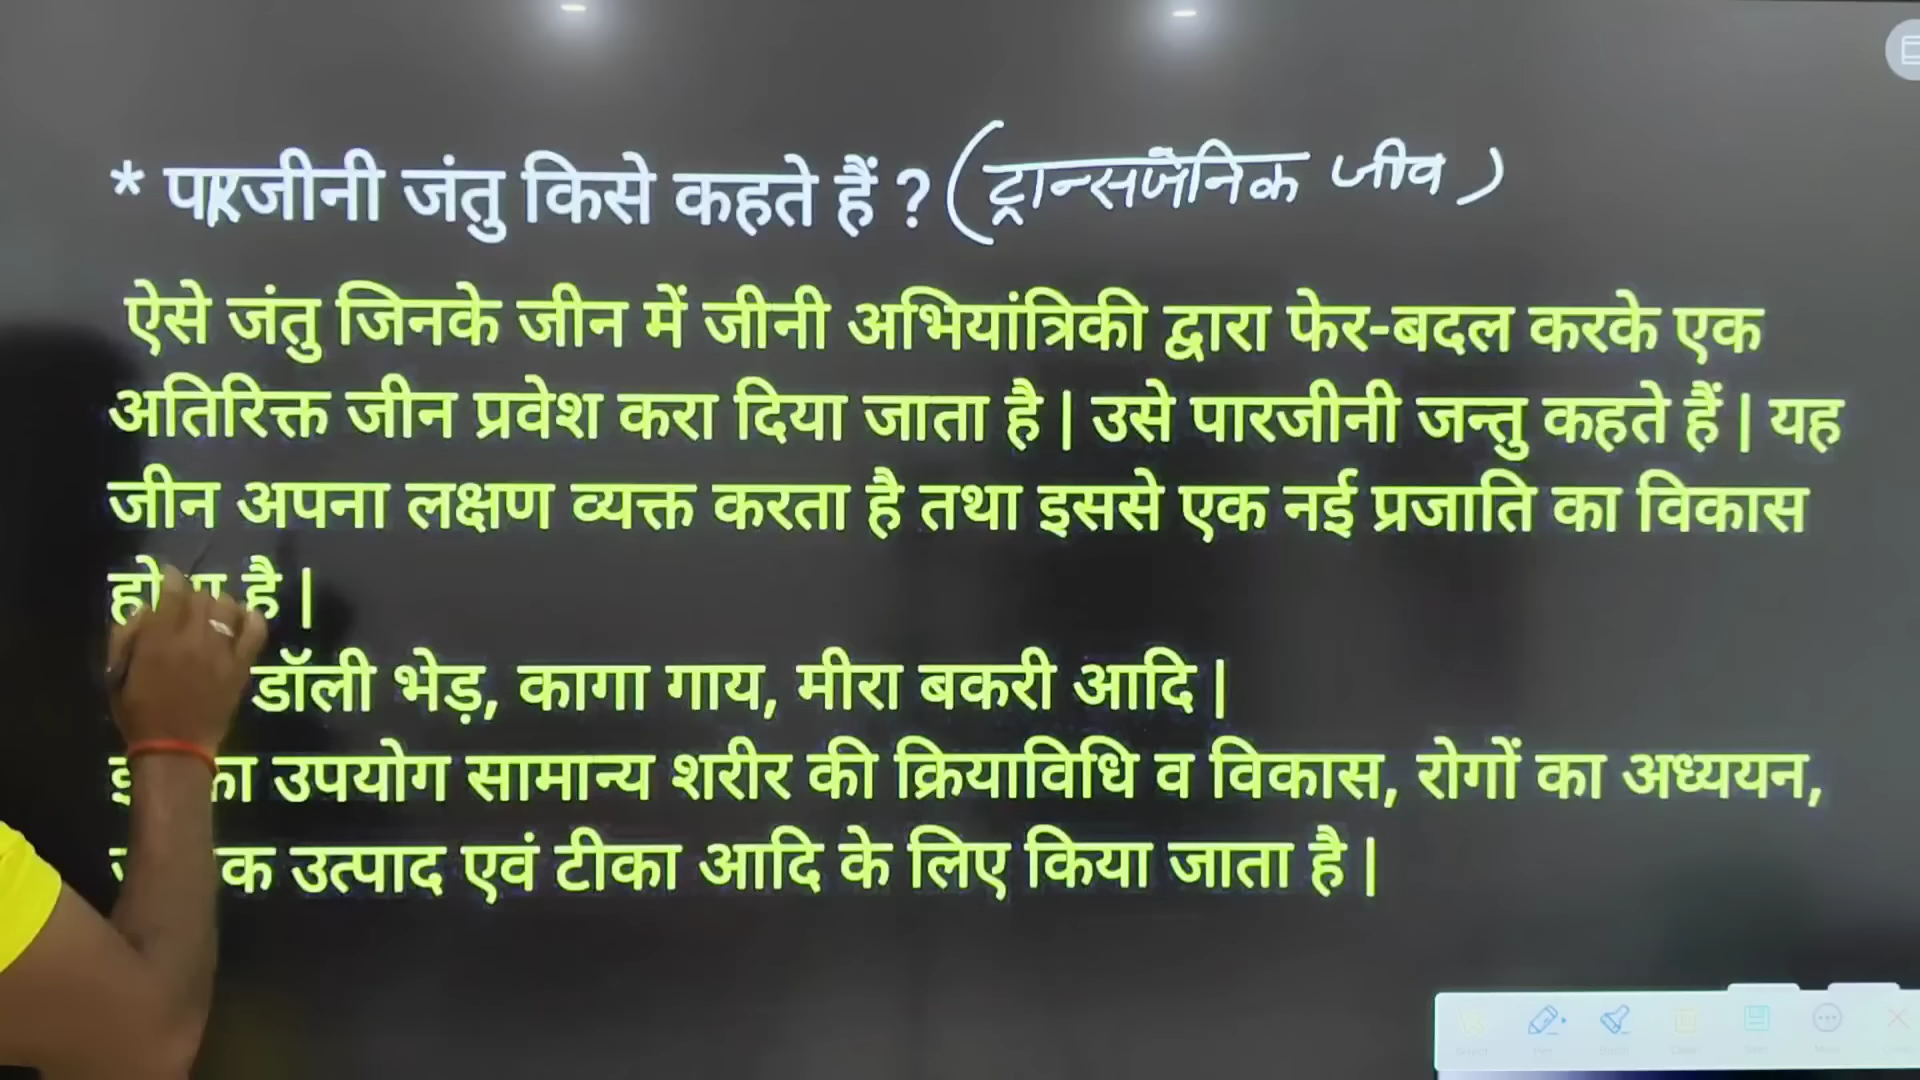 * पारजीनी जंतु किसे कहते हैं ? (ट्रान्सजेनिक जीव)
ऐसे जंतु जिनके जीन में जीनी अभियांत्रिकी द्वारा फेर-बदल करके एक
अतिरिक्त जीन प्रवेश करा दिया जाता है | उसे पारजीनी जन्तु कहते हैं | यह
जीन अपना लक्षण व्यक्त करता है तथा इससे एक नई प्रजाति का विकास
है |
डॉली भेड़, कागा गाय, मीरा बकरी आदि |
उपयोग सामान्य शरीर की क्रियाविधि व विकास, रोगों का अध्ययन,
उत्पाद एवं टीका आदि के लिए किया जाता है |